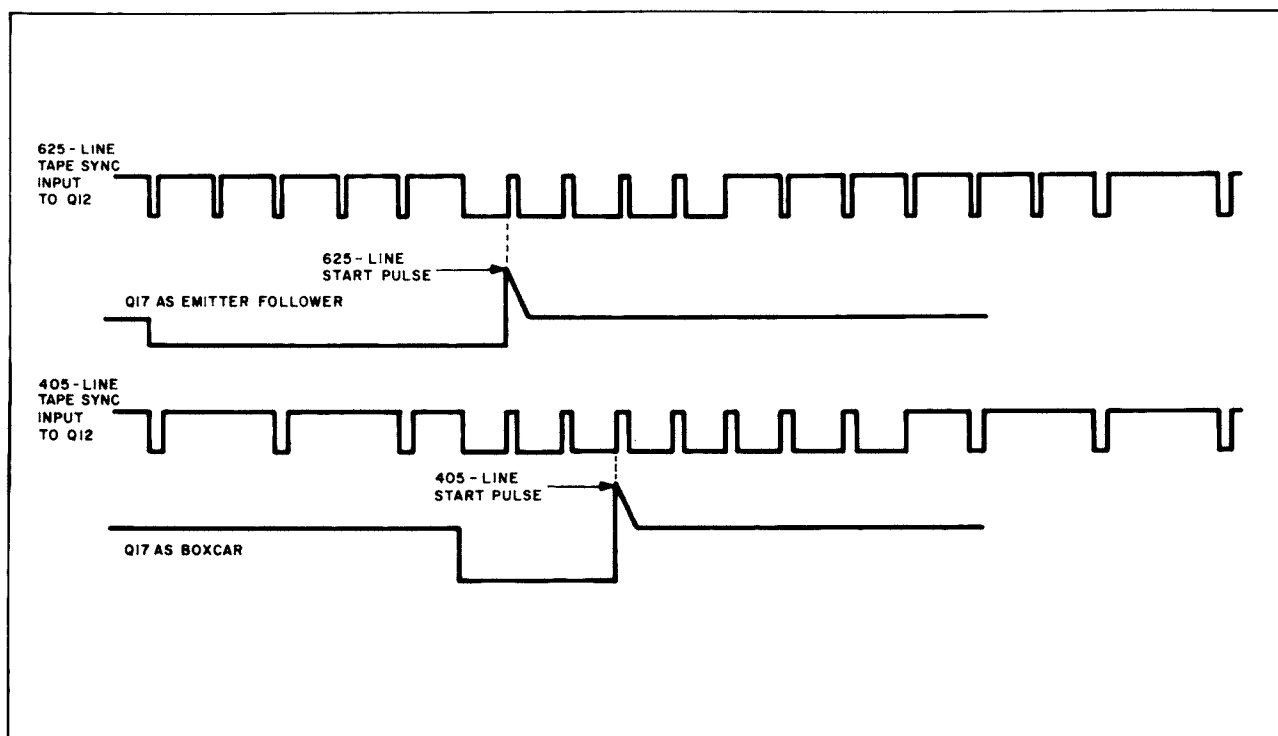 625-LINE
TAPE SYNC
INPUT
TO Q12
625-LINE
START PULSE
Q17 AS EMITTER FOLLOWER
405-LINE
TAPE SYNC
INPUT
TO Q12
405-LINE
START PULSE
Q17 AS BOXCAR